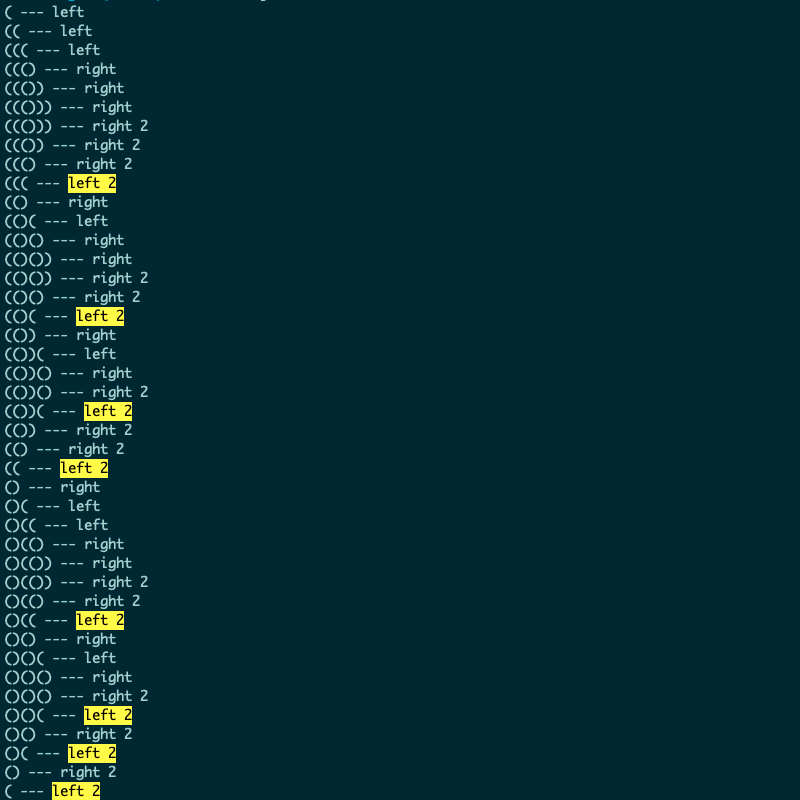 ( --- left
(( --- left
((( --- left
((() --- right
((()) --- right
((())) --- right
((())) --- right 2
((()) --- right 2
((() --- right 2
((( --- left 2
(() --- right
(()( --- left
(()() --- right
(()()) --- right
(()()) --- right 2
(()() --- right 2
(()( --- left 2
(()) --- right
(())( --- left
(())() --- right
(())() --- right 2
(())( --- left 2
(()) --- right 2
(() --- right 2
(( --- left 2
() --- right
()( --- left
()(( --- left
()(() --- right
()(()) --- right
()(()) --- right 2
()(() --- right 2
()(( --- left 2
()() --- right
()()( --- left
()()() --- right
()()() --- right 2
()()( --- left 2
()() --- right 2
()( --- left 2
() --- right 2
( --- left 2